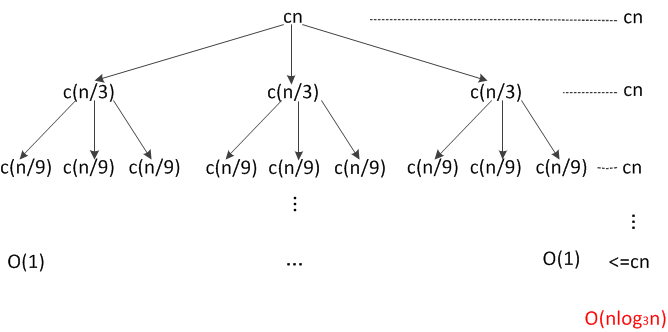 cn cn
c(n/3) c(n/3) c(n/3) cn
c(n/9) c(n/9) c(n/9) c(n/9) c(n/9) c(n/9) c(n/9) c(n/9) c(n/9) cn
⋮ ⋮
O(1) ... O(1) <=cn
O(nlog₃n)